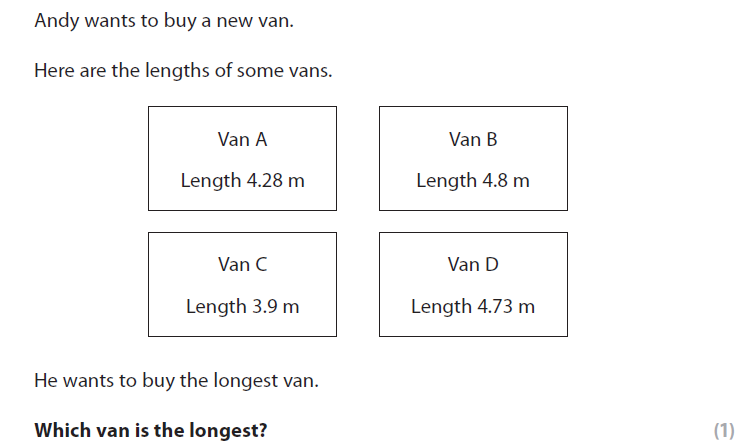 Andy wants to buy a new van.
Here are the lengths of some vans.
Van A
Length 4.28 m
Van B
Length 4.8 m
Van C
Length 3.9 m
Van D
Length 4.73 m
He wants to buy the longest van.
Which van is the longest?
(1)